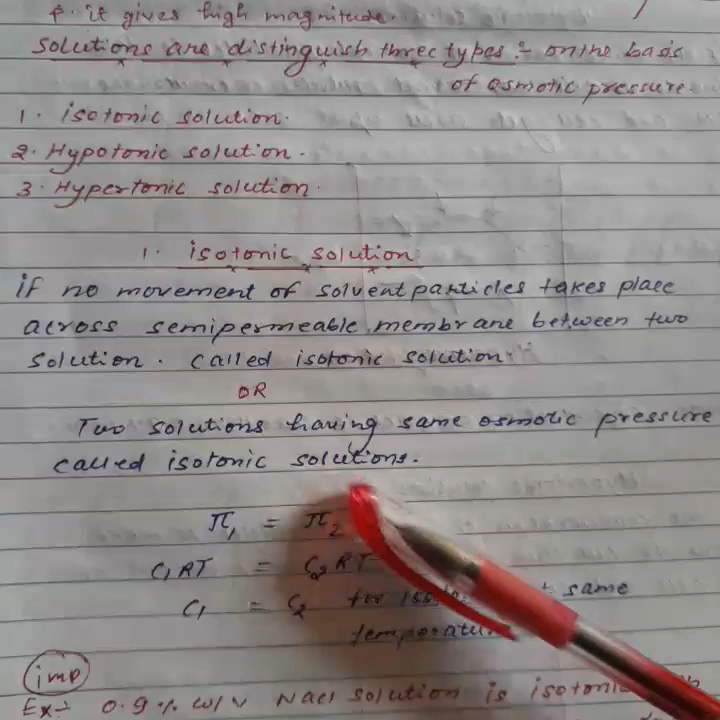 4. it gives high magnitude.
Solutions are distinguish three types :- on the basis
of osmotic pressure.
1. isotonic solution.
2. Hypotonic solution.
3. Hypertonic solution.
1. isotonic solution
if no movement of solvent particles takes place
across semipermeable membrane between two
solution. called isotonic solution
OR
Two solutions having same osmotic pressure
called isotonic solutions.
π₁ = π₂
C₁RT = C₂RT
C₁ = C₂ for same
temporature
imp
Ex:- 0.9% W/V NaCl solution is isotonic